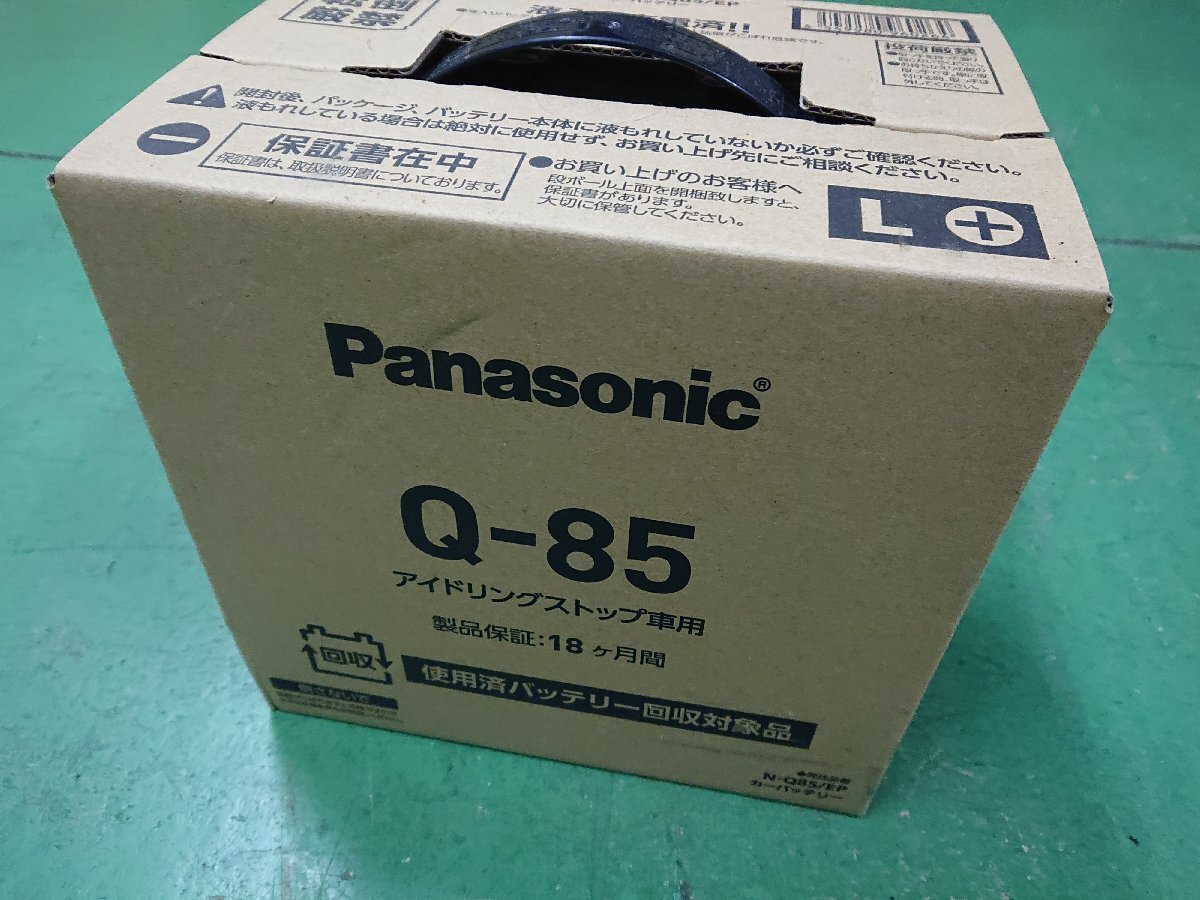 厳禁
開封後、パッケージ、バッテリー本体に液もれしていないか必ずご確認ください。
液もれしている場合は絶対に使用せず、お買い上げ先にご相談ください。
保証書在中
保証書は、取扱説明書についております。
●お買い上げのお客様へ
段ボール上面を開梱致しますと、
保証書があります。
大切に保管してください。
L
Panasonic®
Q-85
アイドリングストップ車用
製品保証:18ヶ月間
回収
使用済バッテリー回収対象品
N-Q85/EP
カーバッテリー